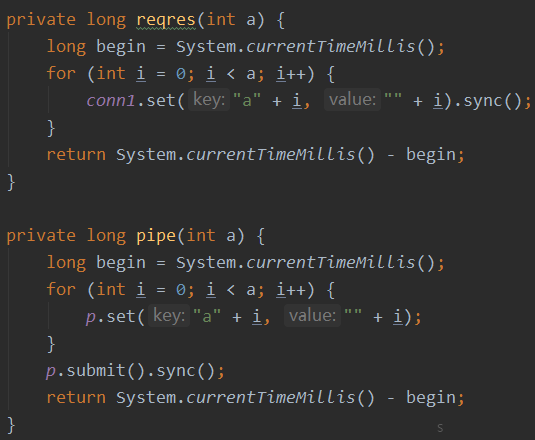 private long reqres(int a) {
    long begin = System.currentTimeMillis();
    for (int i = 0; i < a; i++) {
        conn1.set( key: "a" + i, value: "" + i).sync();
    }
    return System.currentTimeMillis() - begin;
}

private long pipe(int a) {
    long begin = System.currentTimeMillis();
    for (int i = 0; i < a; i++) {
        p.set( key: "a" + i, value: "" + i);
    }
    p.submit().sync();
    return System.currentTimeMillis() - begin;
}
s